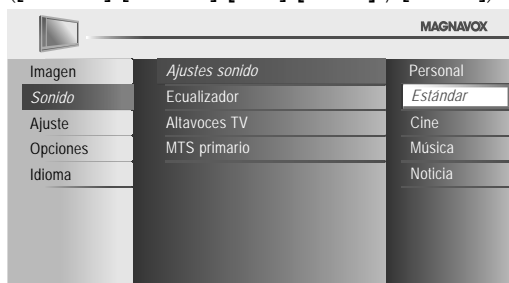 MAGNAVOX
Imagen
Sonido
Ajuste
Opciones
Idioma
Ajustes sonido
Ecualizador
Altavoces TV
MTS primario
Personal
Estándar
Cine
Música
Noticia